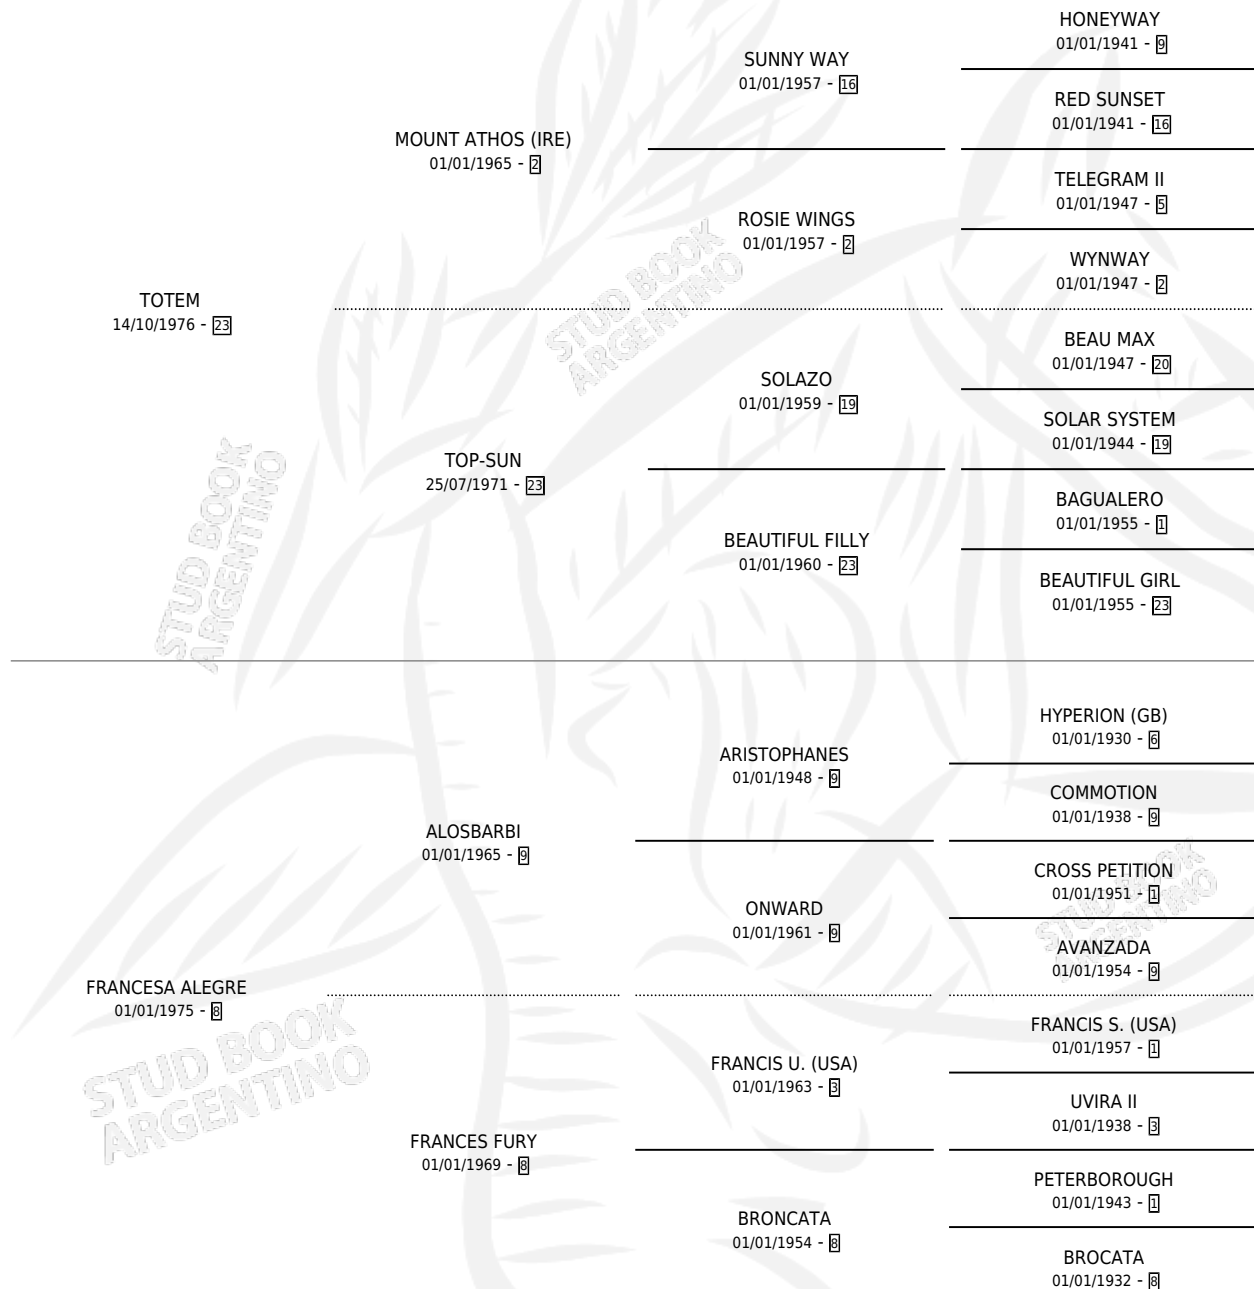 HONEYWAY
01/01/1941 - 9
SUNNY WAY
01/01/1957 - 16
RED SUNSET
01/01/1941 - 16
MOUNT ATHOS (IRE)
01/01/1965 - 2
TELEGRAM II
01/01/1947 - 5
ROSIE WINGS
01/01/1957 - 2
WYNWAY
01/01/1947 - 2
TOTEM
14/10/1976 - 23
BEAU MAX
01/01/1947 - 20
SOLAZO
01/01/1959 - 19
SOLAR SYSTEM
01/01/1944 - 19
TOP-SUN
25/07/1971 - 23
BAGUALERO
01/01/1955 - 1
BEAUTIFUL FILLY
01/01/1960 - 23
BEAUTIFUL GIRL
01/01/1955 - 23
HYPERION (GB)
01/01/1930 - 6
ARISTOPHANES
01/01/1948 - 9
COMMOTION
01/01/1938 - 9
ALOSBARBI
01/01/1965 - 9
CROSS PETITION
01/01/1951 - 1
ONWARD
01/01/1961 - 9
AVANZADA
01/01/1954 - 9
FRANCESA ALEGRE
01/01/1975 - 8
FRANCIS S. (USA)
01/01/1957 - 1
FRANCIS U. (USA)
01/01/1963 - 3
UVIRA II
01/01/1938 - 3
FRANCES FURY
01/01/1969 - 8
PETERBOROUGH
01/01/1943 - 1
BRONCATA
01/01/1954 - 8
BROCATA
01/01/1932 - 8
STUD BOOK
ARGENTINO
STUD BOOK
ARGENTINO
STUD BOOK
ARGENTINO
STUD BOOK
ARGENTINO